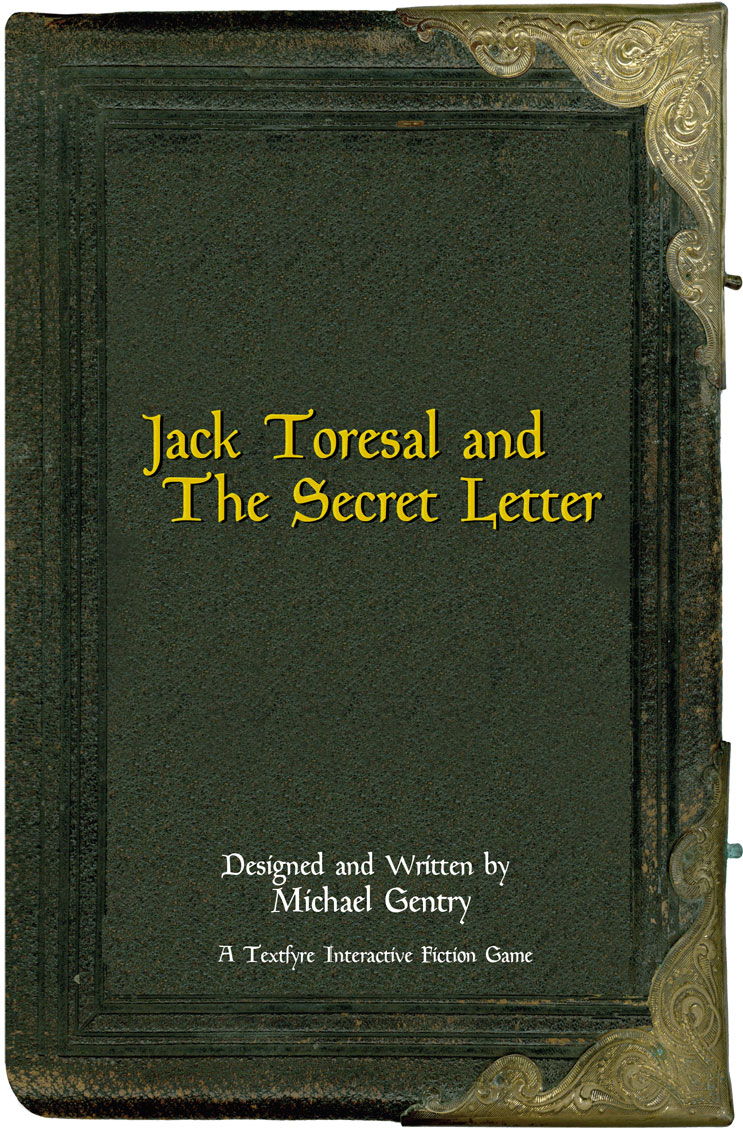 Jack Toresal and
The Secret Letter
Designed and Written by
Michael Gentry
A Textfyre Interactive Fiction Game